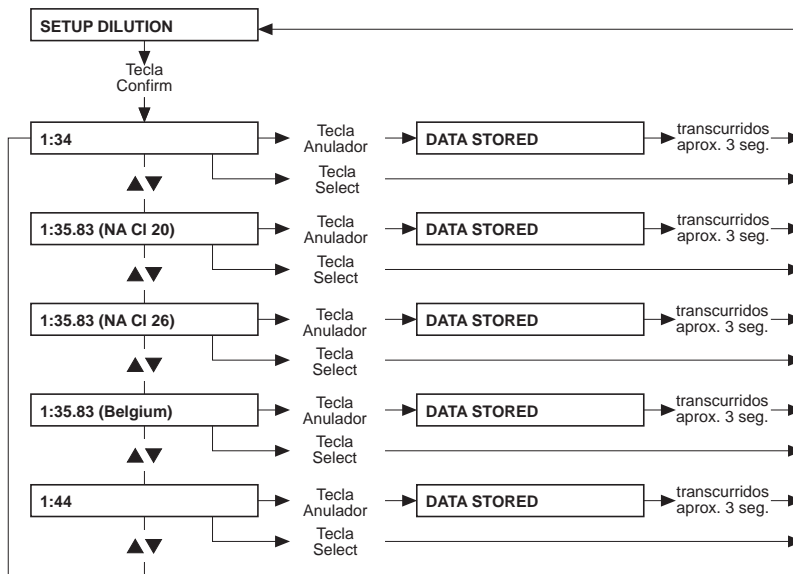 SETUP DILUTION
Tecla
Confirm
1:34
Tecla
Anulador
DATA STORED
transcurridos
aprox. 3 seg.
Tecla
Select
1:35.83 (NA Cl 20)
Tecla
Anulador
DATA STORED
transcurridos
aprox. 3 seg.
Tecla
Select
1:35.83 (NA Cl 26)
Tecla
Anulador
DATA STORED
transcurridos
aprox. 3 seg.
Tecla
Select
1:35.83 (Belgium)
Tecla
Anulador
DATA STORED
transcurridos
aprox. 3 seg.
Tecla
Select
1:44
Tecla
Anulador
DATA STORED
transcurridos
aprox. 3 seg.
Tecla
Select